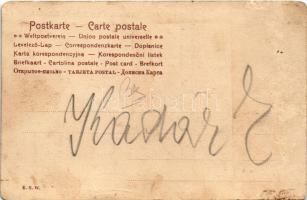 Postkarte — Carte postale
Weltpostverein — Union postale universelle
Levelező-Lap — Correspondenzkarte — Dopisnice
Karta korespondencyjna — Korespondenční lístek
Briefkaart - Cartolina postale - Post card - Brefkort
Открытое письмо - TARJETA POSTAL - Дописна Карта
Kadar
E. S. W.